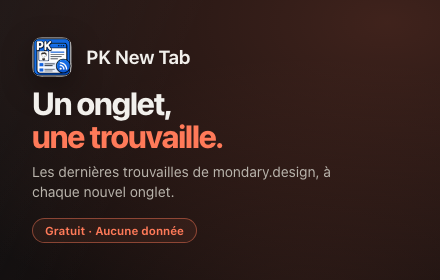 PK
PK New Tab
Un onglet,
une trouvaille.
Les dernières trouvailles de mondary.design, à
chaque nouvel onglet.
Gratuit · Aucune donnée